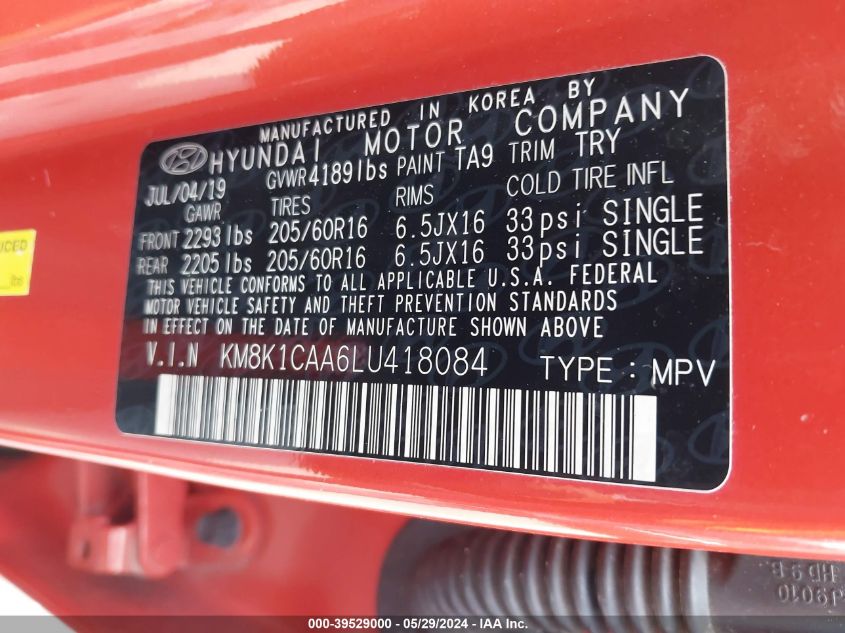 MANUFACTURED IN KOREA BY
HYUNDAI MOTOR COMPANY
JUL/04/19 GVWR 4189lbs PAINT TA9 TRIM TRY
GAWR TIRES RIMS COLD TIRE INFL
FRONT 2293 lbs 205/60R16 6.5JX16 33psi SINGLE
REAR 2205 lbs 205/60R16 6.5JX16 33psi SINGLE
THIS VEHICLE CONFORMS TO ALL APPLICABLE U.S.A. FEDERAL
MOTOR VEHICLE SAFETY AND THEFT PREVENTION STANDARDS
IN EFFECT ON THE DATE OF MANUFACTURE SHOWN ABOVE
V.I.N KM8K1CAA6LU418084 TYPE : MPV
lbs
000-39529000 - 05/29/2024 - IAA Inc.